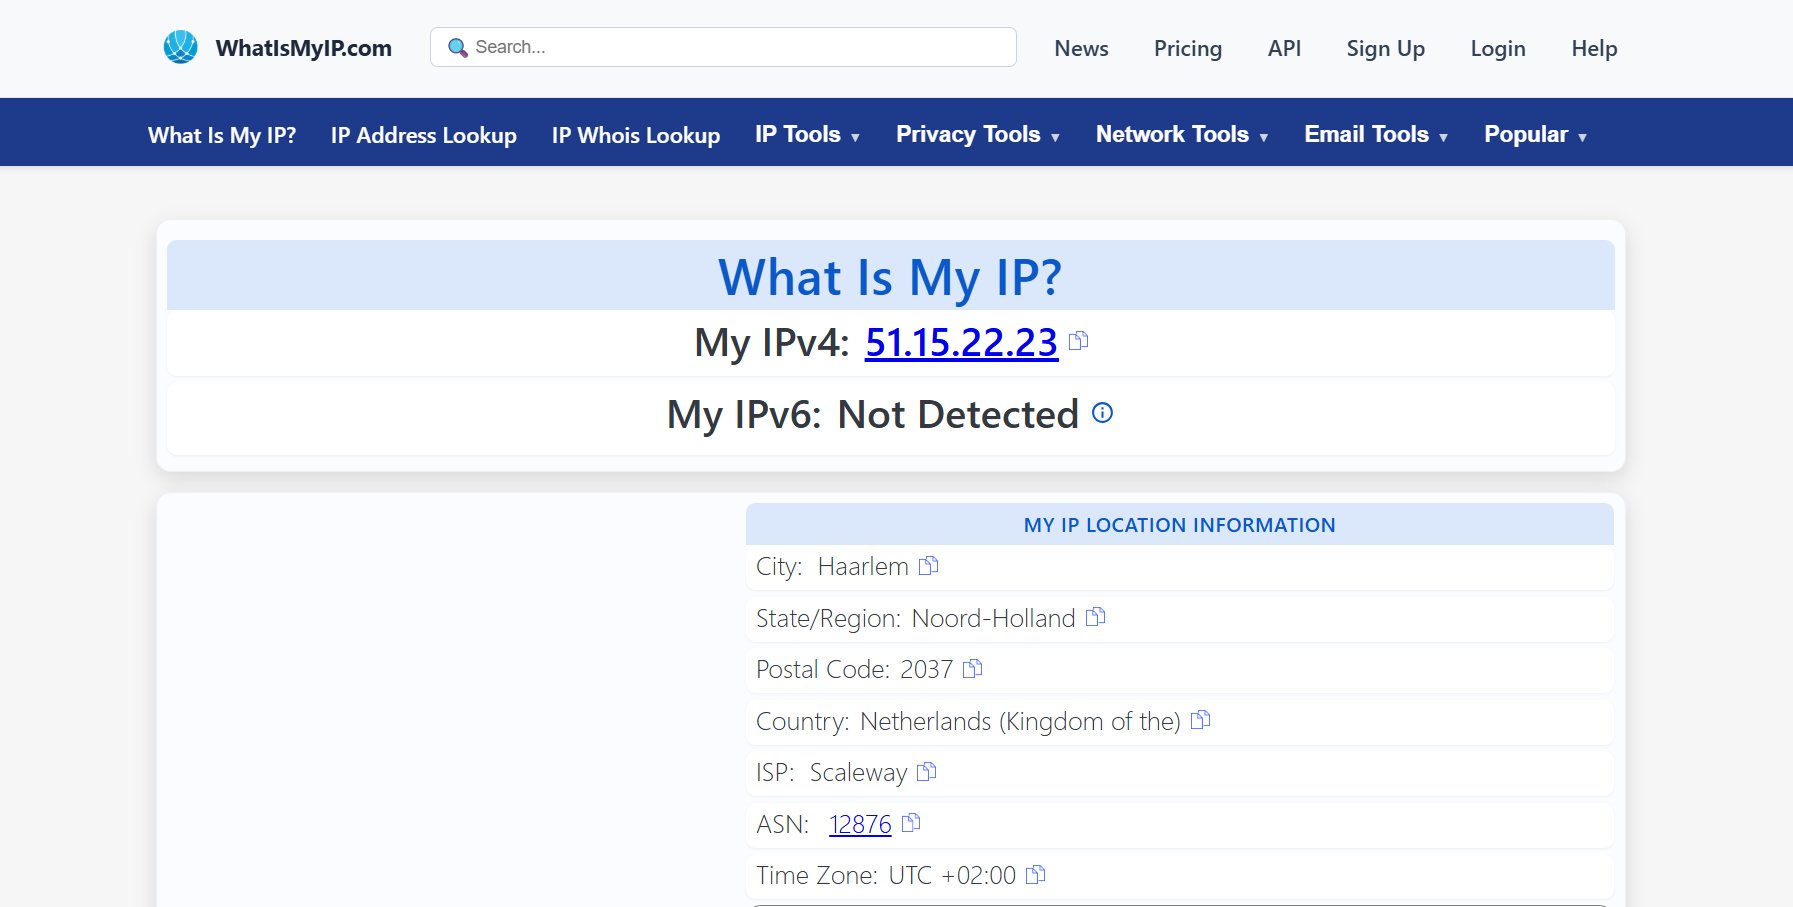 WhatIsMyIP.com
Search...
News Pricing API Sign Up Login Help
What Is My IP? IP Address Lookup IP Whois Lookup IP Tools ▼ Privacy Tools ▼ Network Tools ▼ Email Tools ▼ Popular ▼
What Is My IP?
My IPv4: 51.15.22.23
My IPv6: Not Detected
MY IP LOCATION INFORMATION
City: Haarlem
State/Region: Noord-Holland
Postal Code: 2037
Country: Netherlands (Kingdom of the)
ISP: Scaleway
ASN: 12876
Time Zone: UTC +02:00